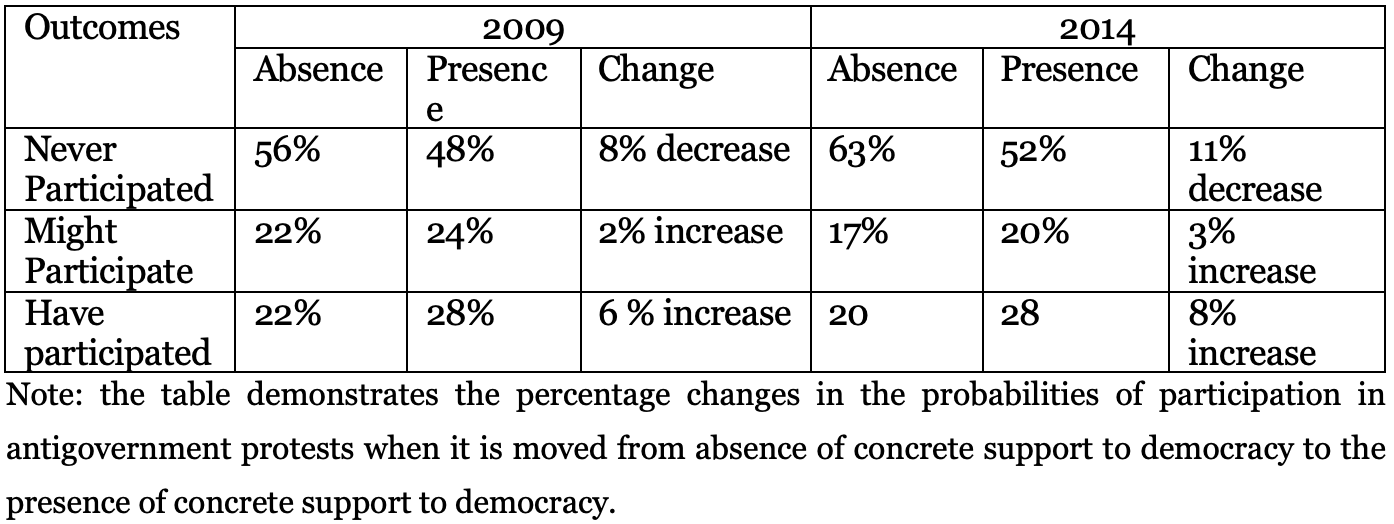 Outcomes 2009 2014
Absence Presenc Change Absence Presence Change
e
Never 56% 48% 8% decrease 63% 52% 11%
Participated decrease
Might 22% 24% 2% increase 17% 20% 3%
Participate increase
Have 22% 28% 6 % increase 20 28 8%
participated increase
Note: the table demonstrates the percentage changes in the probabilities of participation in
antigovernment protests when it is moved from absence of concrete support to democracy to the
presence of concrete support to democracy.